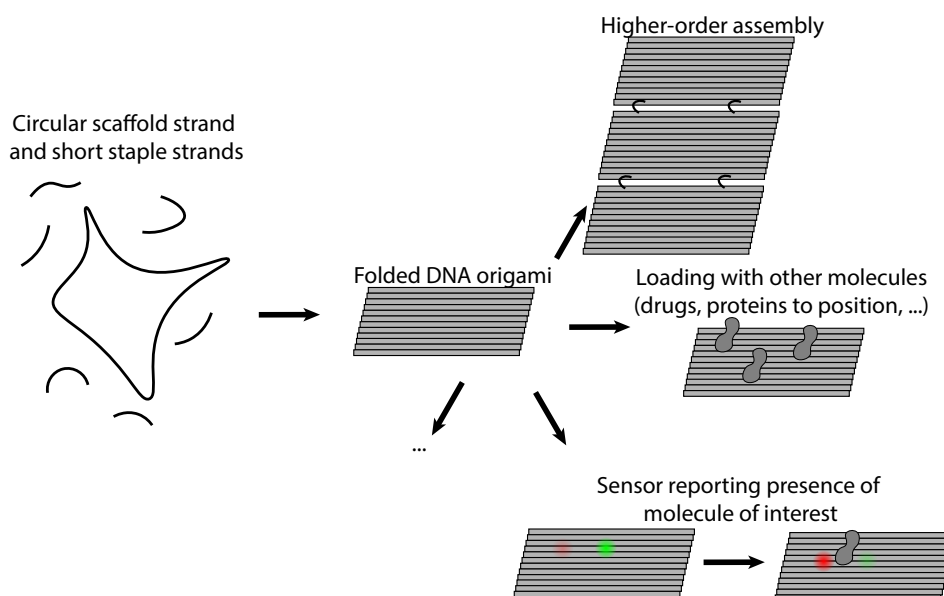 Higher-order assembly
Circular scaffold strand
and short staple strands
Folded DNA origami
Loading with other molecules
(drugs, proteins to position, ...)
...
Sensor reporting presence of
molecule of interest